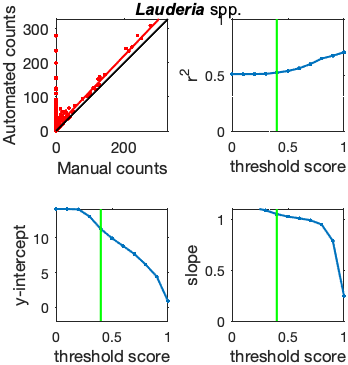 Lauderia spp.
Automated counts
300
200
100
0
0
200
Manual counts
r²
1
0.5
0
0
0.5
1
threshold score
y-intercept
10
5
0
0
0.5
1
threshold score
slope
1
0.5
0
0
0.5
1
threshold score